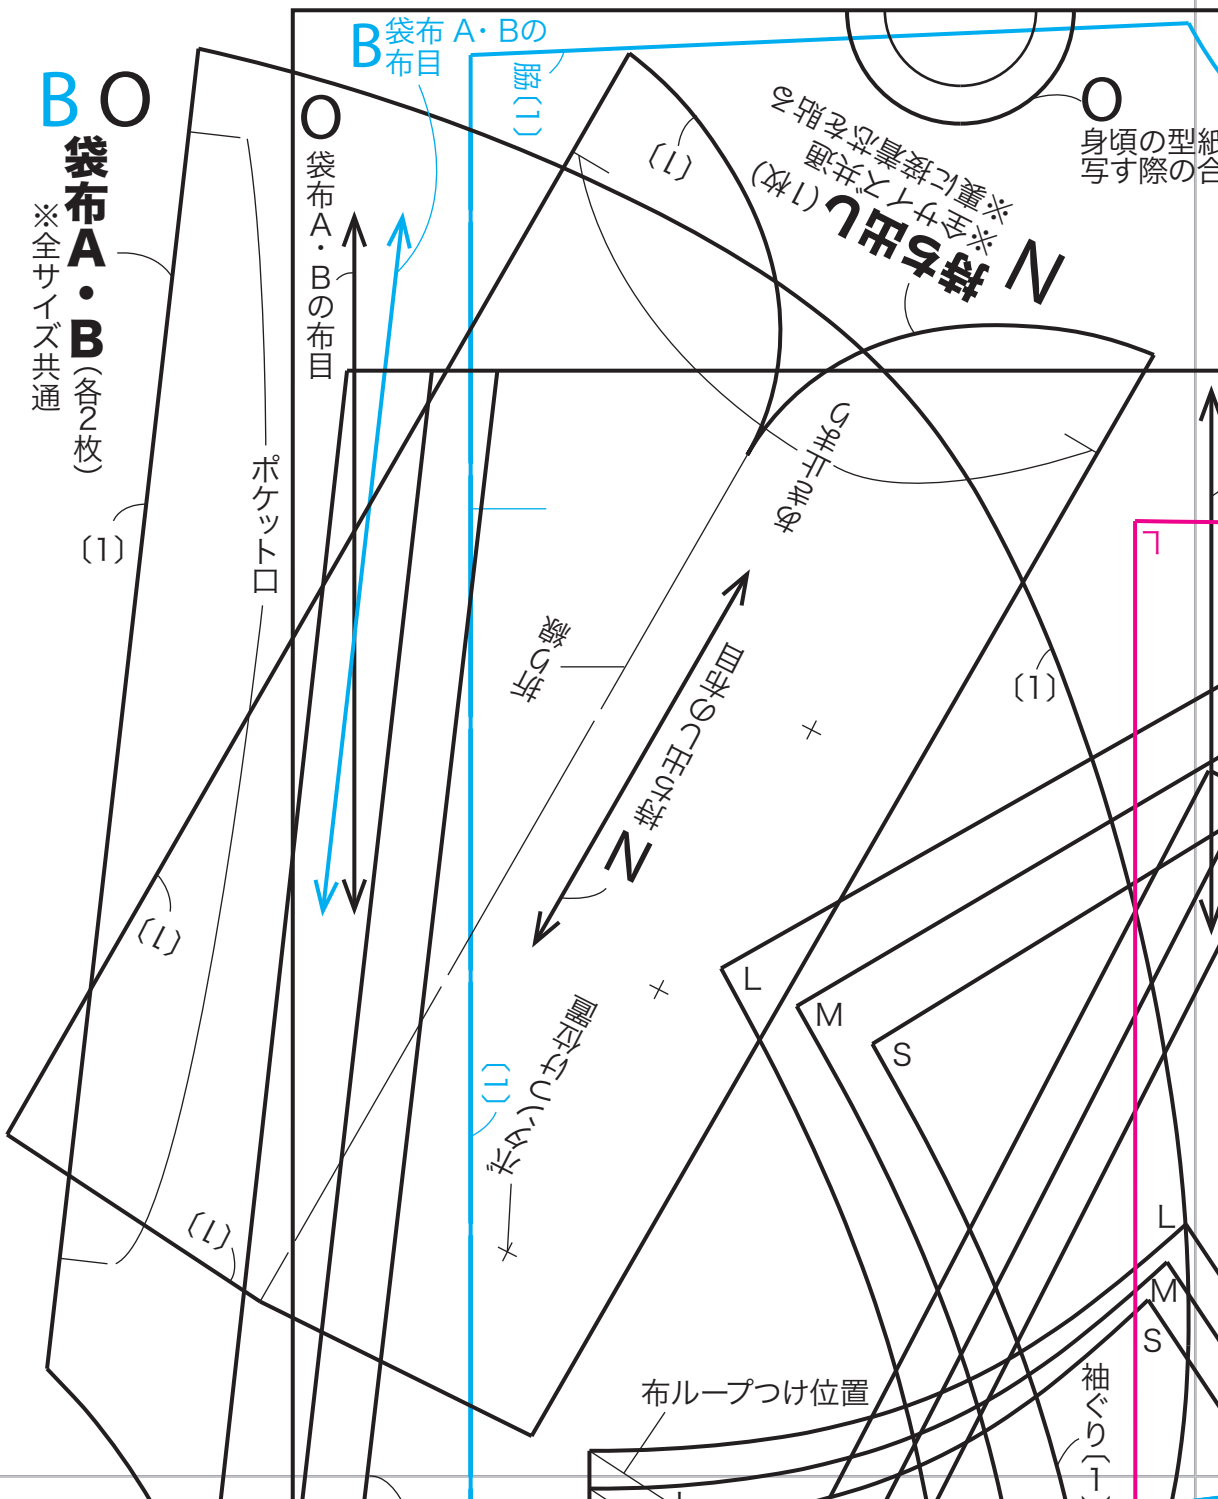 B O
袋布A・B(各2枚)
※全サイズ共通
〔1〕
ポケット口
O
袋布A・Bの布目
B 袋布 A・Bの
布目
脇〔1〕
〔1〕
N 持ち出し(1枚)
※全サイズ共通
※裏に接着芯を貼る
O
身頃の型紙
写す際の合
あき止まり
折り線
N 持ち出しの布目
〔1〕
〔1〕
〔1〕
ボタンつけ位置
〔1〕
L
M
S
L
M
S
布ループつけ位置
袖ぐり〔1〕